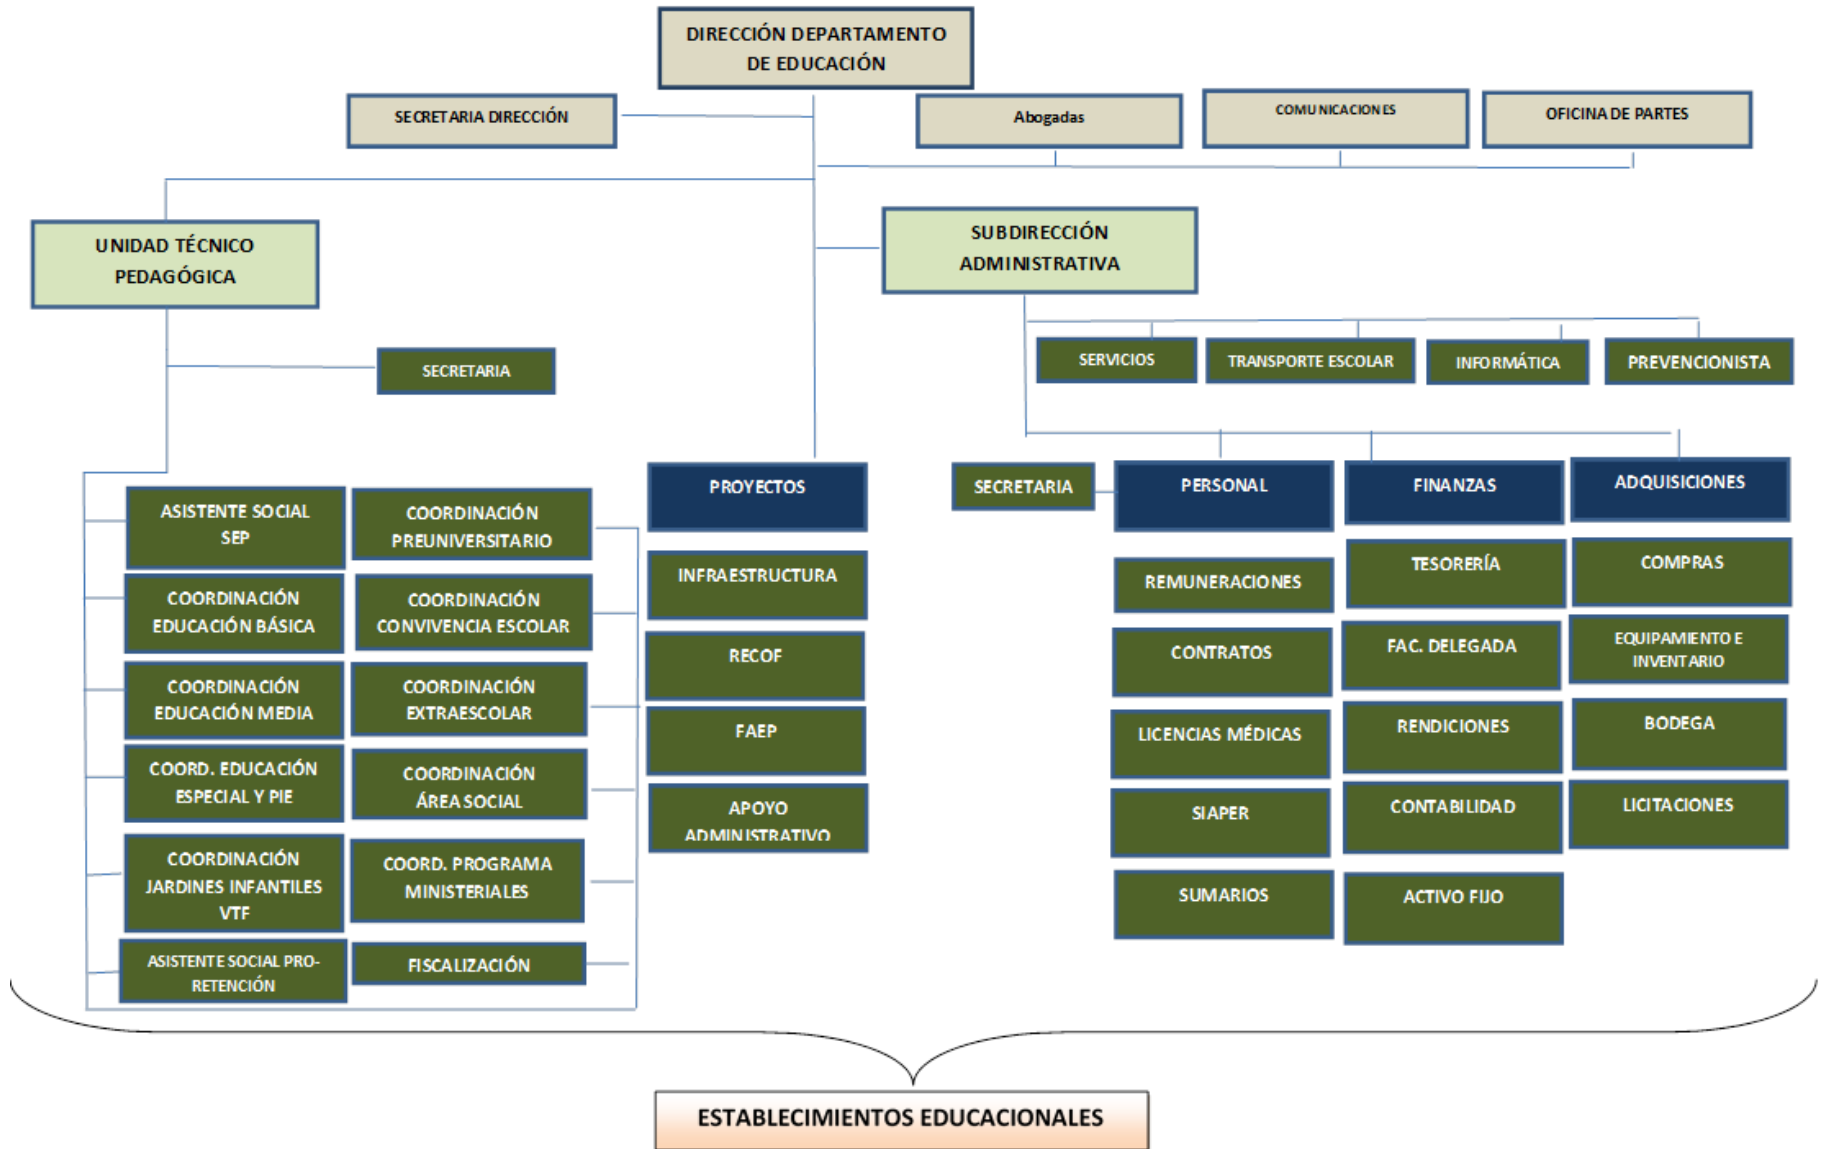 DIRECCIÓN DEPARTAMENTO
DE EDUCACIÓN
SECRETARIA DIRECCIÓN
Abogadas
COMUNICACIONES
OFICINA DE PARTES
UNIDAD TÉCNICO
PEDAGÓGICA
SUBDIRECCIÓN
ADMINISTRATIVA
SECRETARIA
SERVICIOS
TRANSPORTE ESCOLAR
INFORMÁTICA
PREVENCIONISTA
ASISTENTE SOCIAL
SEP
COORDINACIÓN
EDUCACIÓN BÁSICA
COORDINACIÓN
EDUCACIÓN MEDIA
COORD. EDUCACIÓN
ESPECIAL Y PIE
COORDINACIÓN
JARDINES INFANTILES
VTF
ASISTENTE SOCIAL PRO-
RETENCIÓN
COORDINACIÓN
PREUNIVERSITARIO
COORDINACIÓN
CONVIVENCIA ESCOLAR
COORDINACIÓN
EXTRAESCOLAR
COORDINACIÓN
ÁREA SOCIAL
COORD. PROGRAMA
MINISTERIALES
FISCALIZACIÓN
PROYECTOS
INFRAESTRUCTURA
RECOF
FAEP
APOYO
ADMINISTRATIVO
SECRETARIA
PERSONAL
REMUNERACIONES
CONTRATOS
LICENCIAS MÉDICAS
SIAPER
SUMARIOS
FINANZAS
TESORERÍA
FAC. DELEGADA
RENDICIONES
CONTABILIDAD
ACTIVO FIJO
ADQUISICIONES
COMPRAS
EQUIPAMIENTO E
INVENTARIO
BODEGA
LICITACIONES
ESTABLECIMIENTOS EDUCACIONALES